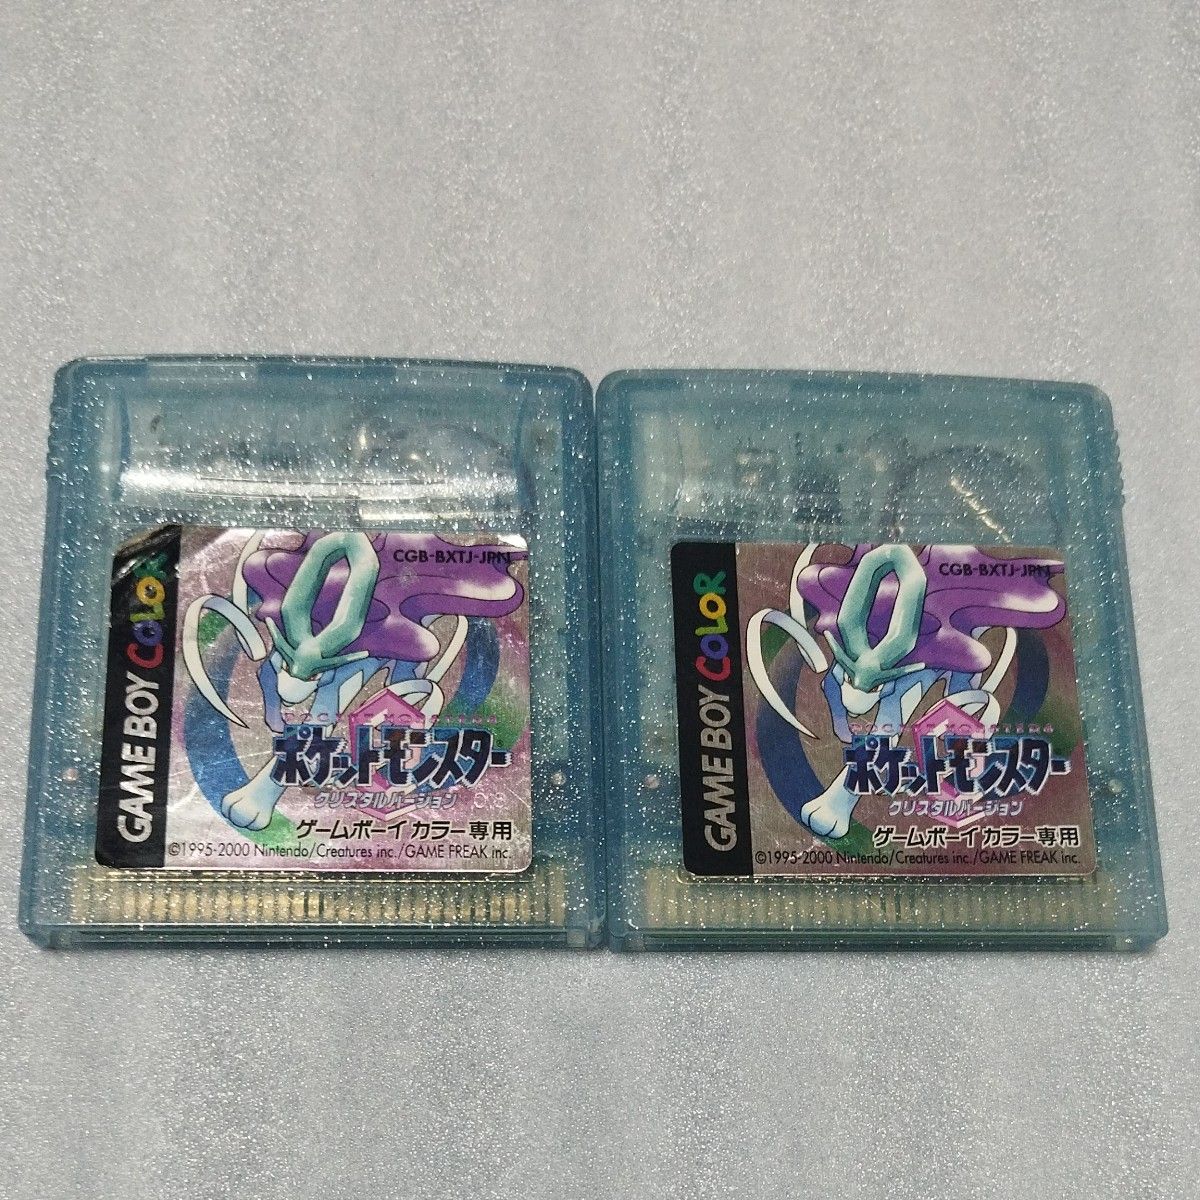 GAME BOY COLOR
CGB-BXTJ-JPN
POCKET MONSTERS
ポケットモンスター
クリスタルバージョン
ゲームボーイカラー専用
©1995-2000 Nintendo/Creatures inc./GAME FREAK inc.
GAME BOY COLOR
CGB-BXTJ-JPN
POCKET MONSTERS
ポケットモンスター
クリスタルバージョン
ゲームボーイカラー専用
©1995-2000 Nintendo/Creatures inc./GAME FREAK inc.